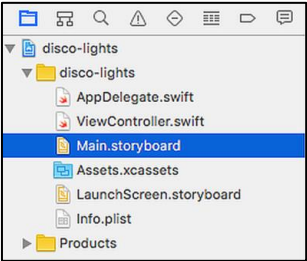 disco-lights
disco-lights
AppDelegate.swift
ViewController.swift
Main.storyboard
Assets.xcassets
LaunchScreen.storyboard
Info.plist
Products